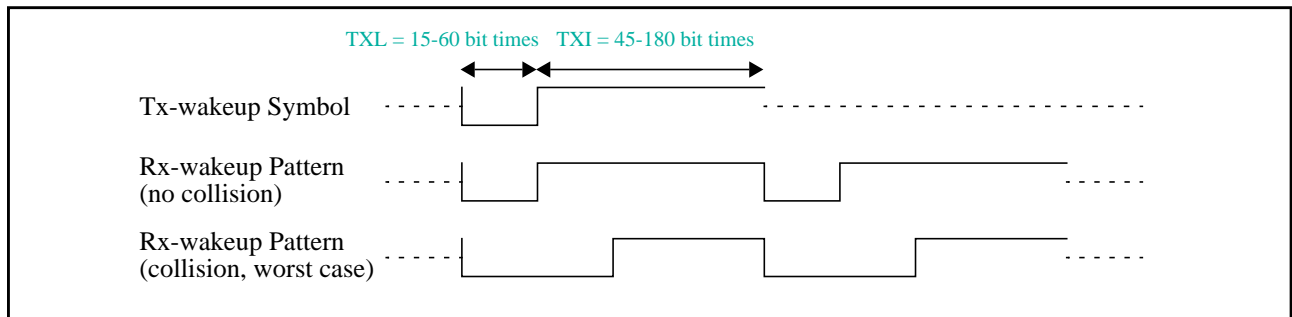 TXL = 15-60 bit times TXI = 45-180 bit times
Tx-wakeup Symbol
Rx-wakeup Pattern
(no collision)
Rx-wakeup Pattern
(collision, worst case)